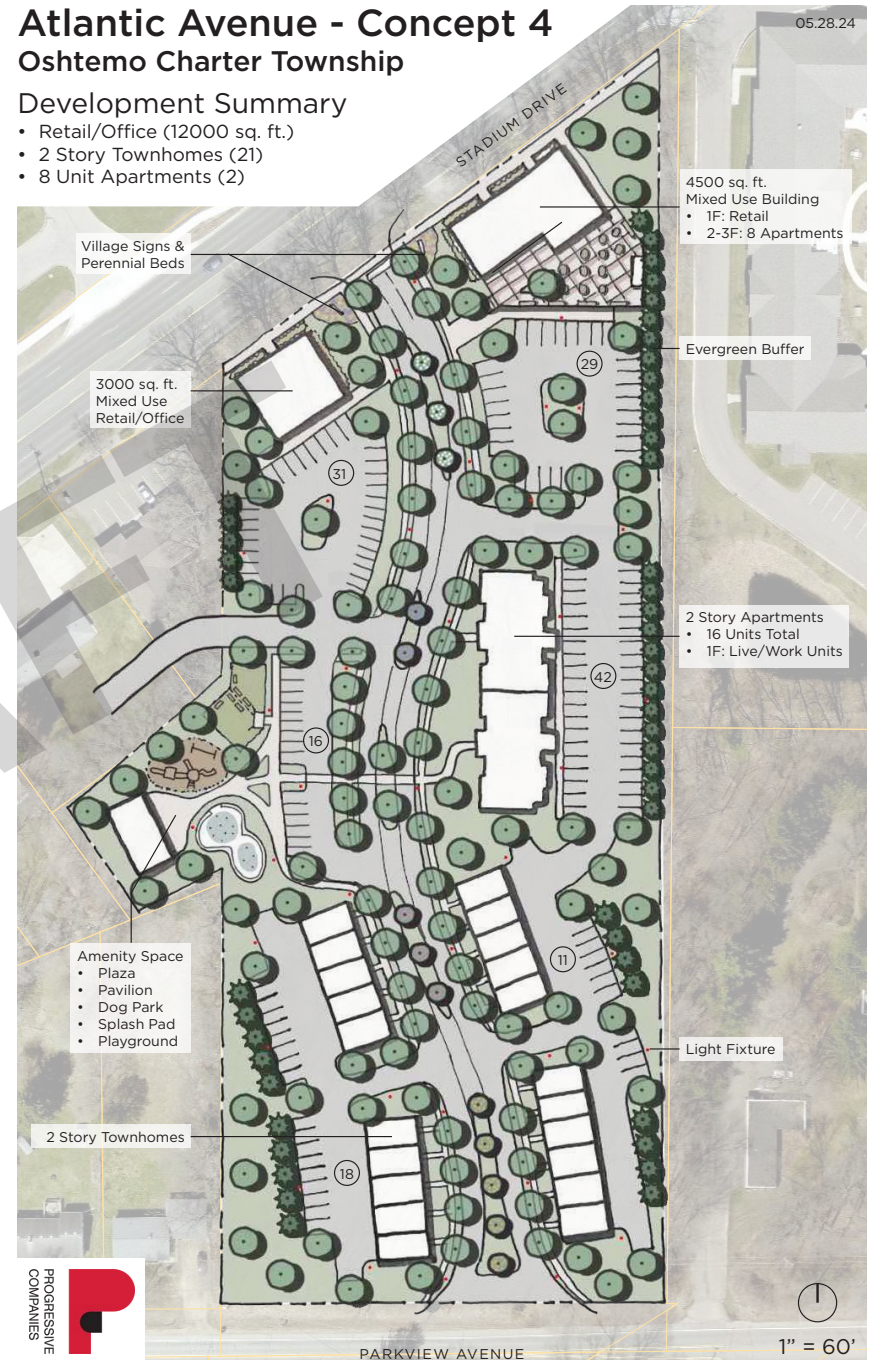 Atlantic Avenue - Concept 4
Oshtemo Charter Township
05.28.24
Development Summary
• Retail/Office (12000 sq. ft.)
• 2 Story Townhomes (21)
• 8 Unit Apartments (2)
STADIUM DRIVE
4500 sq. ft.
Mixed Use Building
• 1F: Retail
• 2-3F: 8 Apartments
Village Signs &
Perennial Beds
Evergreen Buffer
29
3000 sq. ft.
Mixed Use
Retail/Office
31
2 Story Apartments
• 16 Units Total
• 1F: Live/Work Units
42
16
Amenity Space
• Plaza
• Pavilion
• Dog Park
• Splash Pad
• Playground
11
Light Fixture
2 Story Townhomes
18
PROGRESSIVE
COMPANIES
1" = 60'
PARKVIEW AVENUE